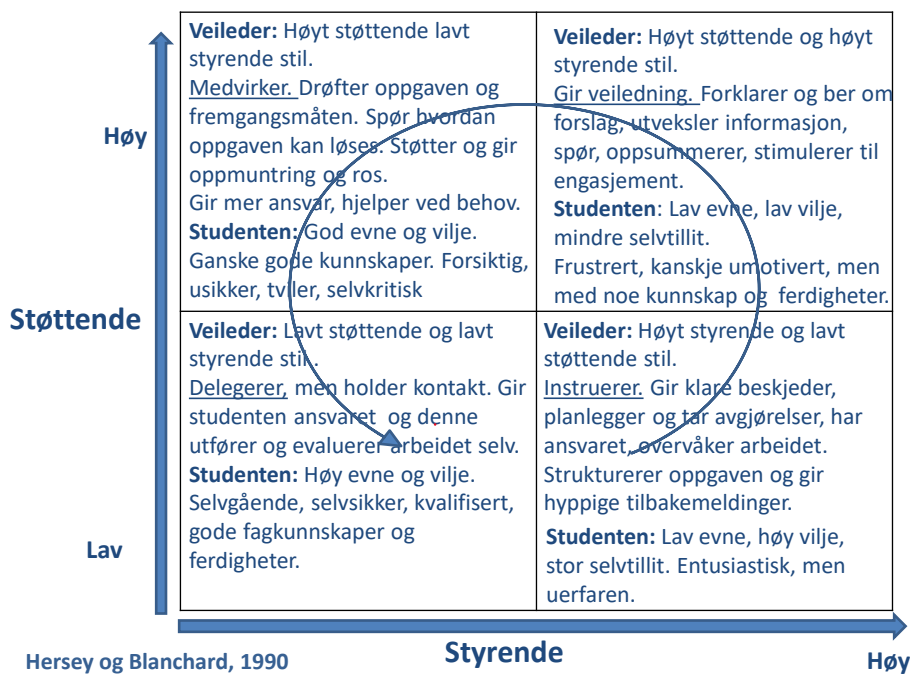 Veileder: Høyt støttende lavt
styrende stil.
Medvirker. Drøfter oppgaven og
fremgangsmåten. Spør hvordan
oppgaven kan løses. Støtter og gir
oppmuntring og ros.
Gir mer ansvar, hjelper ved behov.
Studenten: God evne og vilje.
Ganske gode kunnskaper. Forsiktig,
usikker, tviler, selvkritisk
Veileder: Høyt støttende og høyt
styrende stil.
Gir veiledning. Forklarer og ber om
forslag, utveksler informasjon,
spør, oppsummerer, stimulerer til
engasjement.
Studenten: Lav evne, lav vilje,
mindre selvtillit.
Frustrert, kanskje umotivert, men
med noe kunnskap og ferdigheter.
Høy
Støttende
Lav
Veileder: Lavt støttende og lavt
styrende stil.
Delegerer, men holder kontakt. Gir
studenten ansvaret og denne
utfører og evaluerer arbeidet selv.
Studenten: Høy evne og vilje.
Selvgående, selvsikker, kvalifisert,
gode fagkunnskaper og
ferdigheter.
Veileder: Høyt styrende og lavt
støttende stil.
Instruerer. Gir klare beskjeder,
planlegger og tar avgjørelser, har
ansvaret, overvåker arbeidet.
Strukturerer oppgaven og gir
hyppige tilbakemeldinger.
Studenten: Lav evne, høy vilje,
stor selvtillit. Entusiastisk, men
uerfaren.
Hersey og Blanchard, 1990
Styrende
Høy